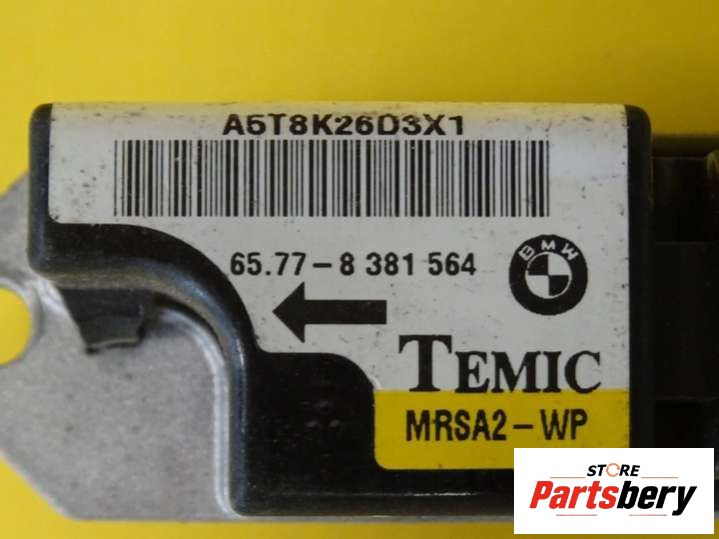 A5T8K26D3X1
65.77-8 381 564
BMW
TEMIC
MRSA2-WP
STORE
Partsbery